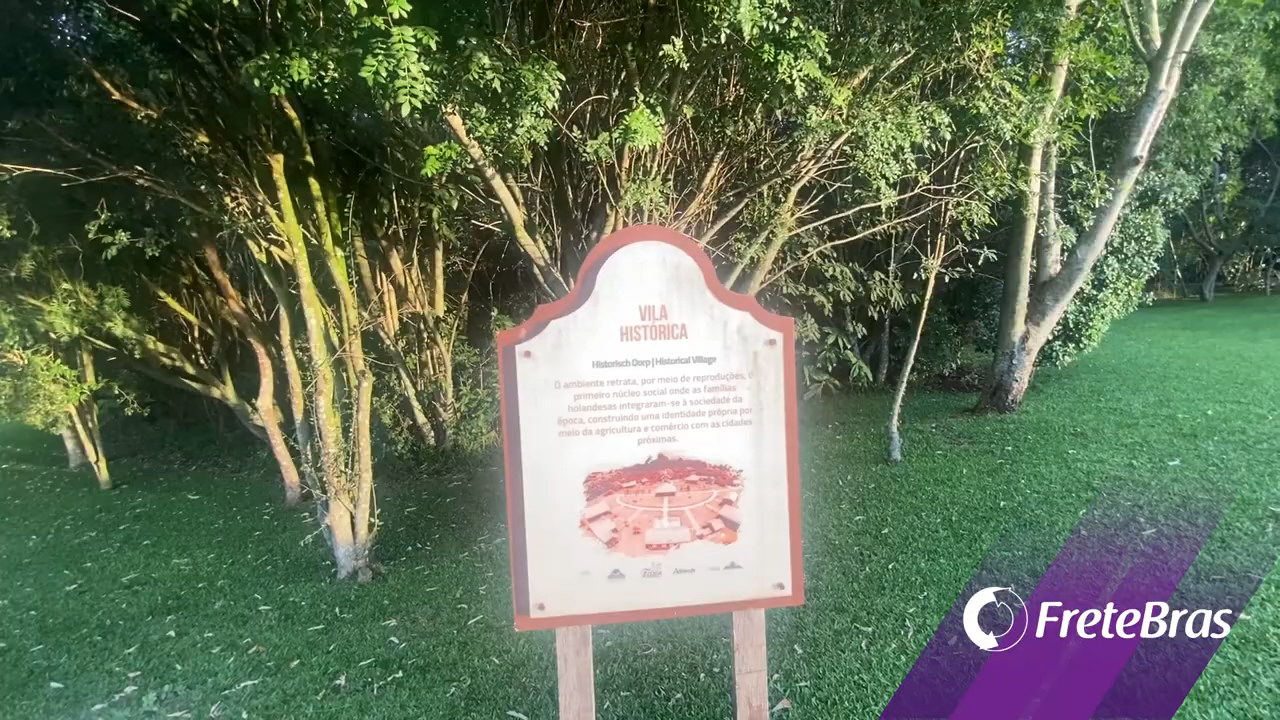 VILA
HISTÓRICA
Historisch Dorp | Historical Village
O ambiente retrata, por meio de reproduções, o
primeiro núcleo social onde as famílias
holandesas integraram-se à sociedade da
época, construindo uma identidade própria por
meio da agricultura e comércio com as cidades
próximas.
FreteBras